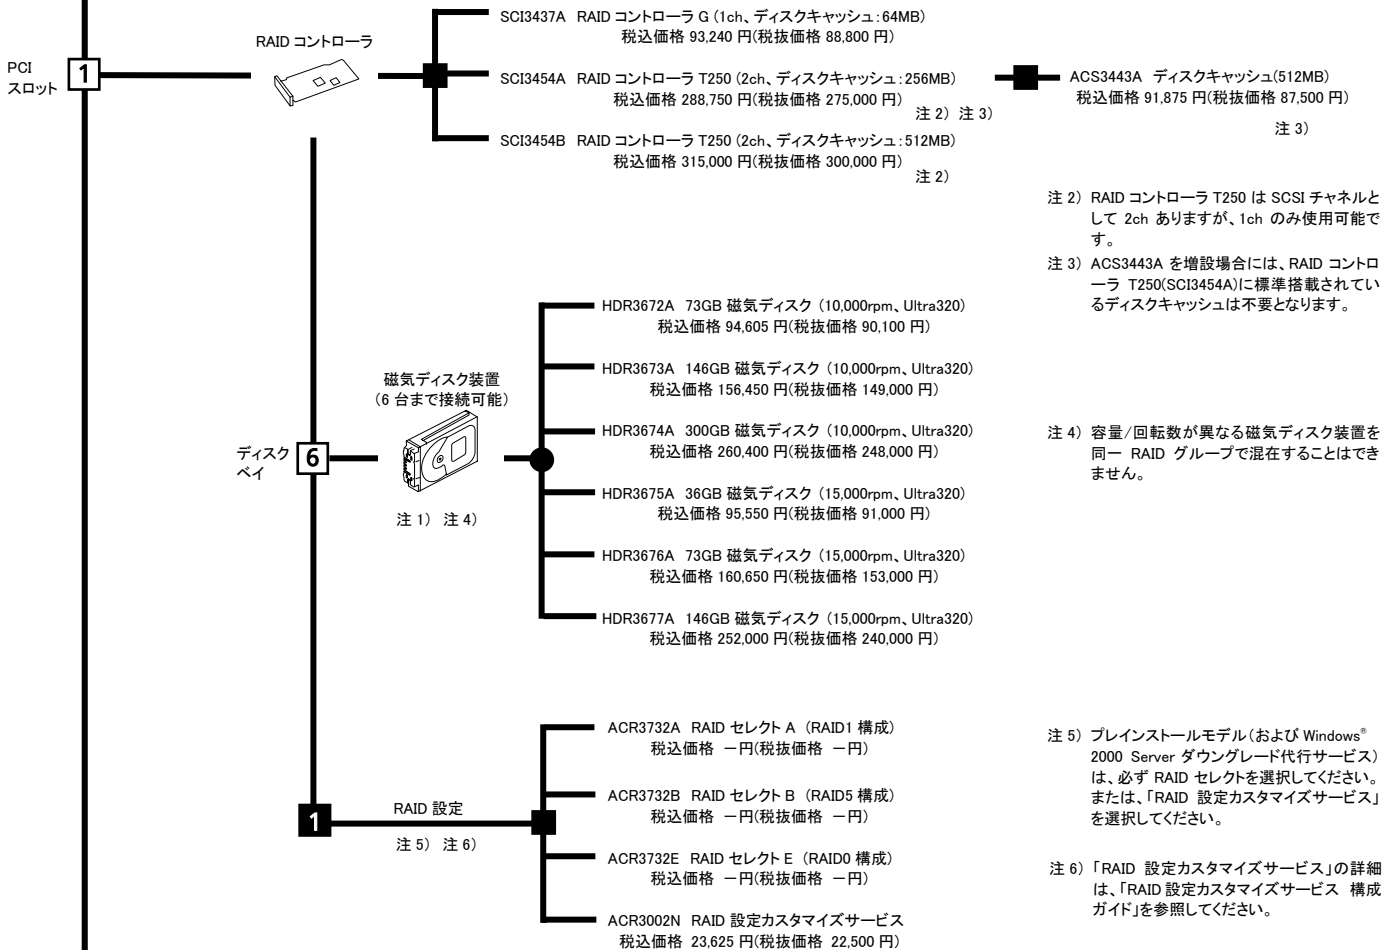 PCI
スロット
1
RAID コントローラ
SCI3437A RAID コントローラ G (1ch、ディスクキャッシュ：64MB)
税込価格 93,240 円(税抜価格 88,800 円)
SCI3454A RAID コントローラ T250 (2ch、ディスクキャッシュ：256MB)
税込価格 288,750 円(税抜価格 275,000 円)
注 2) 注 3)
SCI3454B RAID コントローラ T250 (2ch、ディスクキャッシュ：512MB)
税込価格 315,000 円(税抜価格 300,000 円)
注 2)
ACS3443A ディスクキャッシュ(512MB)
税込価格 91,875 円(税抜価格 87,500 円)
注 3)
注 2) RAID コントローラ T250 は SCSI チャネルと
して 2ch ありますが、1ch のみ使用可能で
す。
注 3) ACS3443A を増設場合には、RAID コントロ
ーラ T250(SCI3454A)に標準搭載されてい
るディスクキャッシュは不要となります。
ディスク
ベイ
6
磁気ディスク装置
(6 台まで接続可能)
注 1) 注 4)
HDR3672A 73GB 磁気ディスク (10,000rpm、Ultra320)
税込価格 94,605 円(税抜価格 90,100 円)
HDR3673A 146GB 磁気ディスク (10,000rpm、Ultra320)
税込価格 156,450 円(税抜価格 149,000 円)
HDR3674A 300GB 磁気ディスク (10,000rpm、Ultra320)
税込価格 260,400 円(税抜価格 248,000 円)
HDR3675A 36GB 磁気ディスク (15,000rpm、Ultra320)
税込価格 95,550 円(税抜価格 91,000 円)
HDR3676A 73GB 磁気ディスク (15,000rpm、Ultra320)
税込価格 160,650 円(税抜価格 153,000 円)
HDR3677A 146GB 磁気ディスク (15,000rpm、Ultra320)
税込価格 252,000 円(税抜価格 240,000 円)
注 4) 容量/回転数が異なる磁気ディスク装置を
同一 RAID グループで混在することはでき
ません。
1
RAID 設定
注 5) 注 6)
ACR3732A RAID セレクト A (RAID1 構成)
税込価格 －円(税抜価格 －円)
ACR3732B RAID セレクト B (RAID5 構成)
税込価格 －円(税抜価格 －円)
ACR3732E RAID セレクト E (RAID0 構成)
税込価格 －円(税抜価格 －円)
ACR3002N RAID 設定カスタマイズサービス
税込価格 23,625 円(税抜価格 22,500 円)
注 5) プレインストールモデル(および Windows®
2000 Server ダウングレード代行サービス)
は、必ず RAID セレクトを選択してください。
または、「RAID 設定カスタマイズサービス」
を選択してください。
注 6) 「RAID 設定カスタマイズサービス」の詳細
は、「RAID 設定カスタマイズサービス 構成
ガイド」を参照してください。